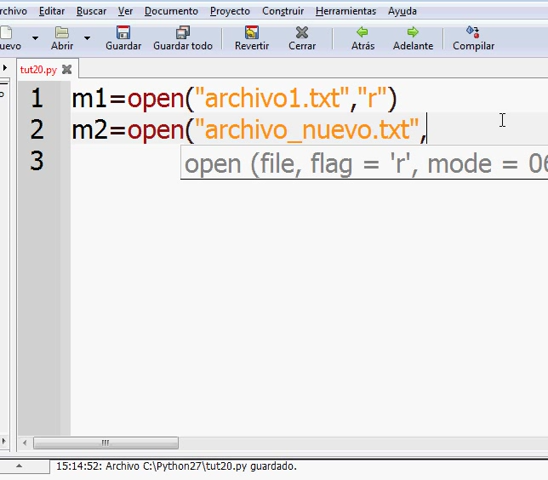 rchivo Editar Buscar Ver Documento Proyecto Construir Herramientas Ayuda
uevo Abrir Guardar Guardar todo Revertir Cerrar Atrás Adelante Compilar
tut20.py
1 m1=open("archivo1.txt","r")
2 m2=open("archivo_nuevo.txt",
3 open (file, flag = 'r', mode = 06
15:14:52: Archivo C:\Python27\tut20.py guardado.